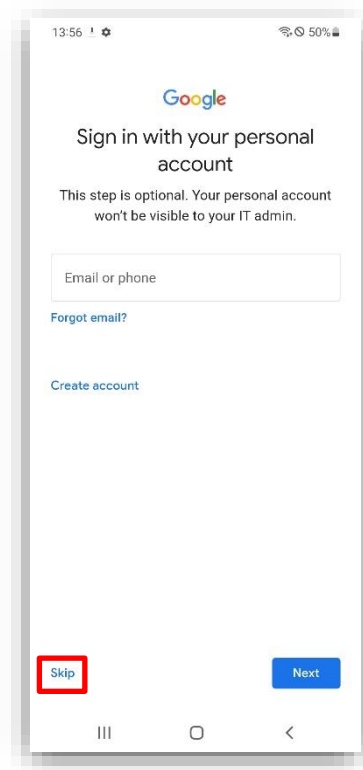 13:56 50%
Google
Sign in with your personal
account
This step is optional. Your personal account
won't be visible to your IT admin.
Email or phone
Forgot email?
Create account
Skip Next